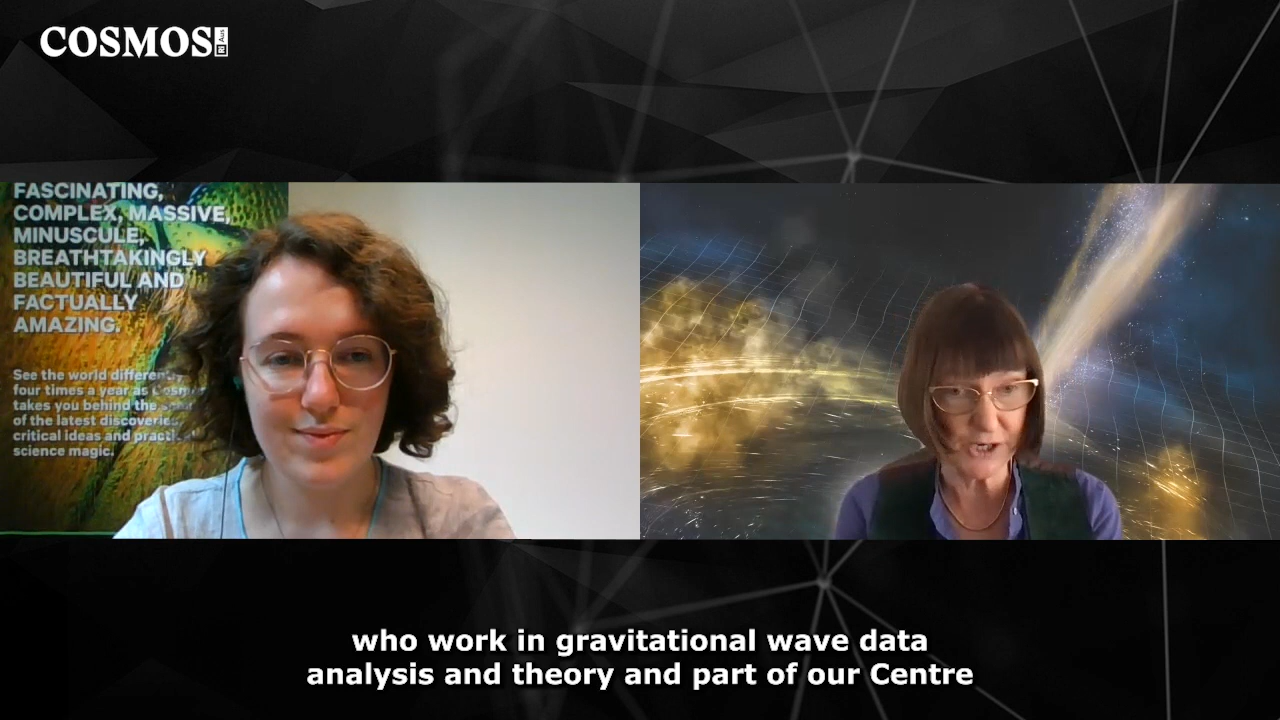 COSMOS
FASCINATING,
COMPLEX, MASSIVE,
MINUSCULE,
BREATHTAKINGLY
BEAUTIFUL AND
FACTUALLY
AMAZING.
See the world
four times a year as
takes you behind the
of the latest
critical ideas and
science magic.
who work in gravitational wave data
analysis and theory and part of our Centre